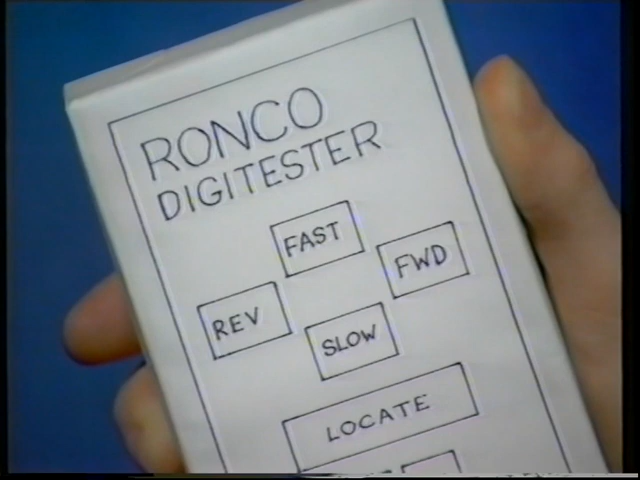 RONCO
DIGITESTER
FAST
FWD
REV
SLOW
LOCATE